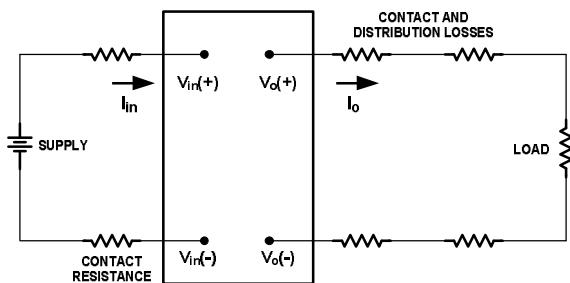 CONTACT AND
DISTRIBUTION LOSSES
Vin(+)
Vo(+)
Iin
Io
SUPPLY
LOAD
Vin(-)
Vo(-)
CONTACT
RESISTANCE